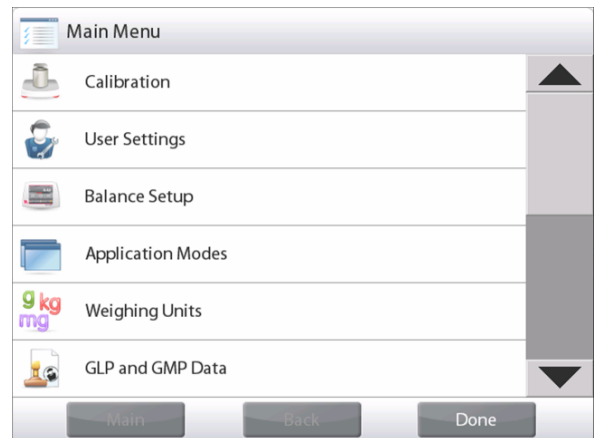 Main Menu
Calibration
User Settings
Balance Setup
Application Modes
g kg
mg
Weighing Units
GLP and GMP Data
Main Back Done